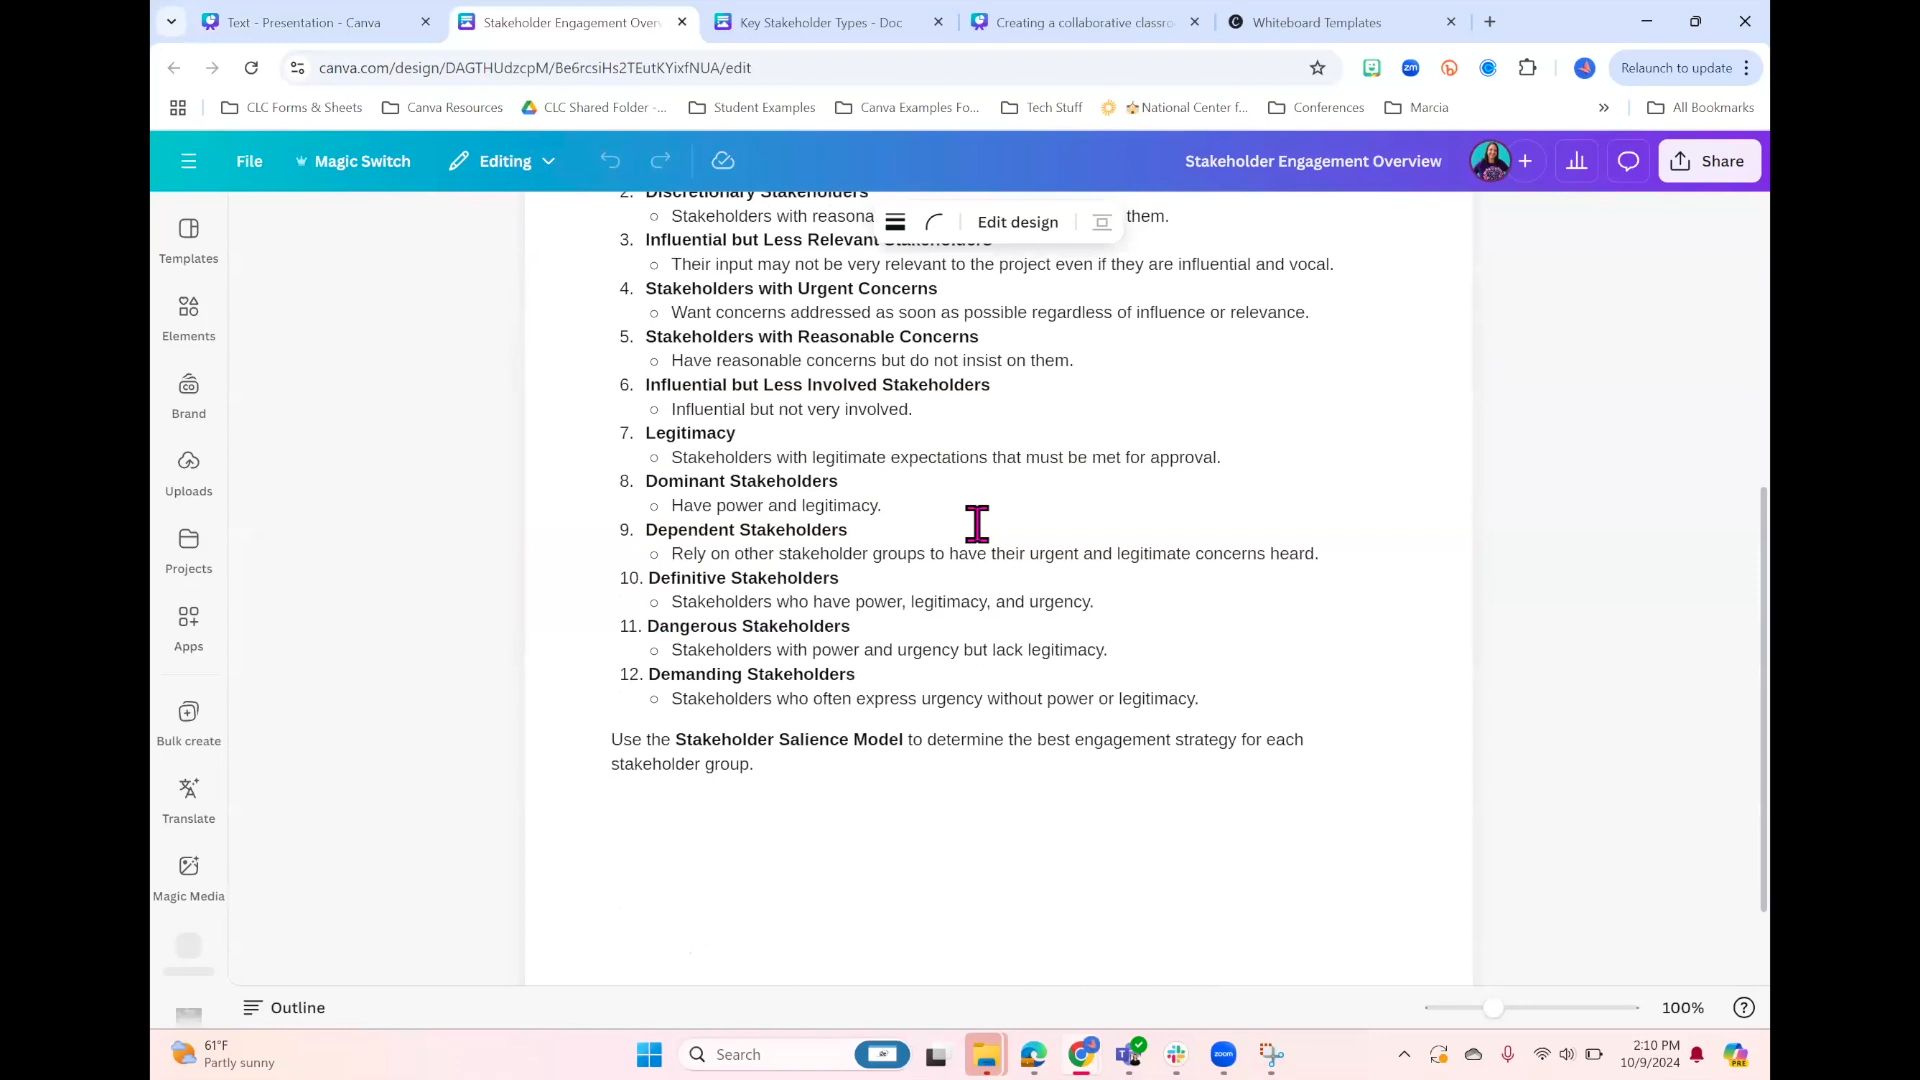 Text - Presentation - Canva
Stakeholder Engagement Over
Key Stakeholder Types - Doc
Creating a collaborative classro
Whiteboard Templates
canva.com/design/DAGTHUdzcpM/Be6rcsiHs2TEutKYixfNUA/edit
Relaunch to update
CLC Forms & Sheets
Canva Resources
CLC Shared Folder -...
Student Examples
Canva Examples Fo...
Tech Stuff
National Center f...
Conferences
Marcia
All Bookmarks
File
Magic Switch
Editing
Stakeholder Engagement Overview
Share
Templates
Elements
Brand
Uploads
Projects
Apps
Bulk create
Translate
Magic Media
Edit design
2. Discretionary Stakeholders
Stakeholders with reasona them.
3. Influential but Less Relevant Stakeholders
Their input may not be very relevant to the project even if they are influential and vocal.
4. Stakeholders with Urgent Concerns
Want concerns addressed as soon as possible regardless of influence or relevance.
5. Stakeholders with Reasonable Concerns
Have reasonable concerns but do not insist on them.
6. Influential but Less Involved Stakeholders
Influential but not very involved.
7. Legitimacy
Stakeholders with legitimate expectations that must be met for approval.
8. Dominant Stakeholders
Have power and legitimacy.
9. Dependent Stakeholders
Rely on other stakeholder groups to have their urgent and legitimate concerns heard.
10. Definitive Stakeholders
Stakeholders who have power, legitimacy, and urgency.
11. Dangerous Stakeholders
Stakeholders with power and urgency but lack legitimacy.
12. Demanding Stakeholders
Stakeholders who often express urgency without power or legitimacy.
Use the Stakeholder Salience Model to determine the best engagement strategy for each
stakeholder group.
Outline
100%
61°F
Partly sunny
Search
zoom
2:10 PM
10/9/2024
PRE